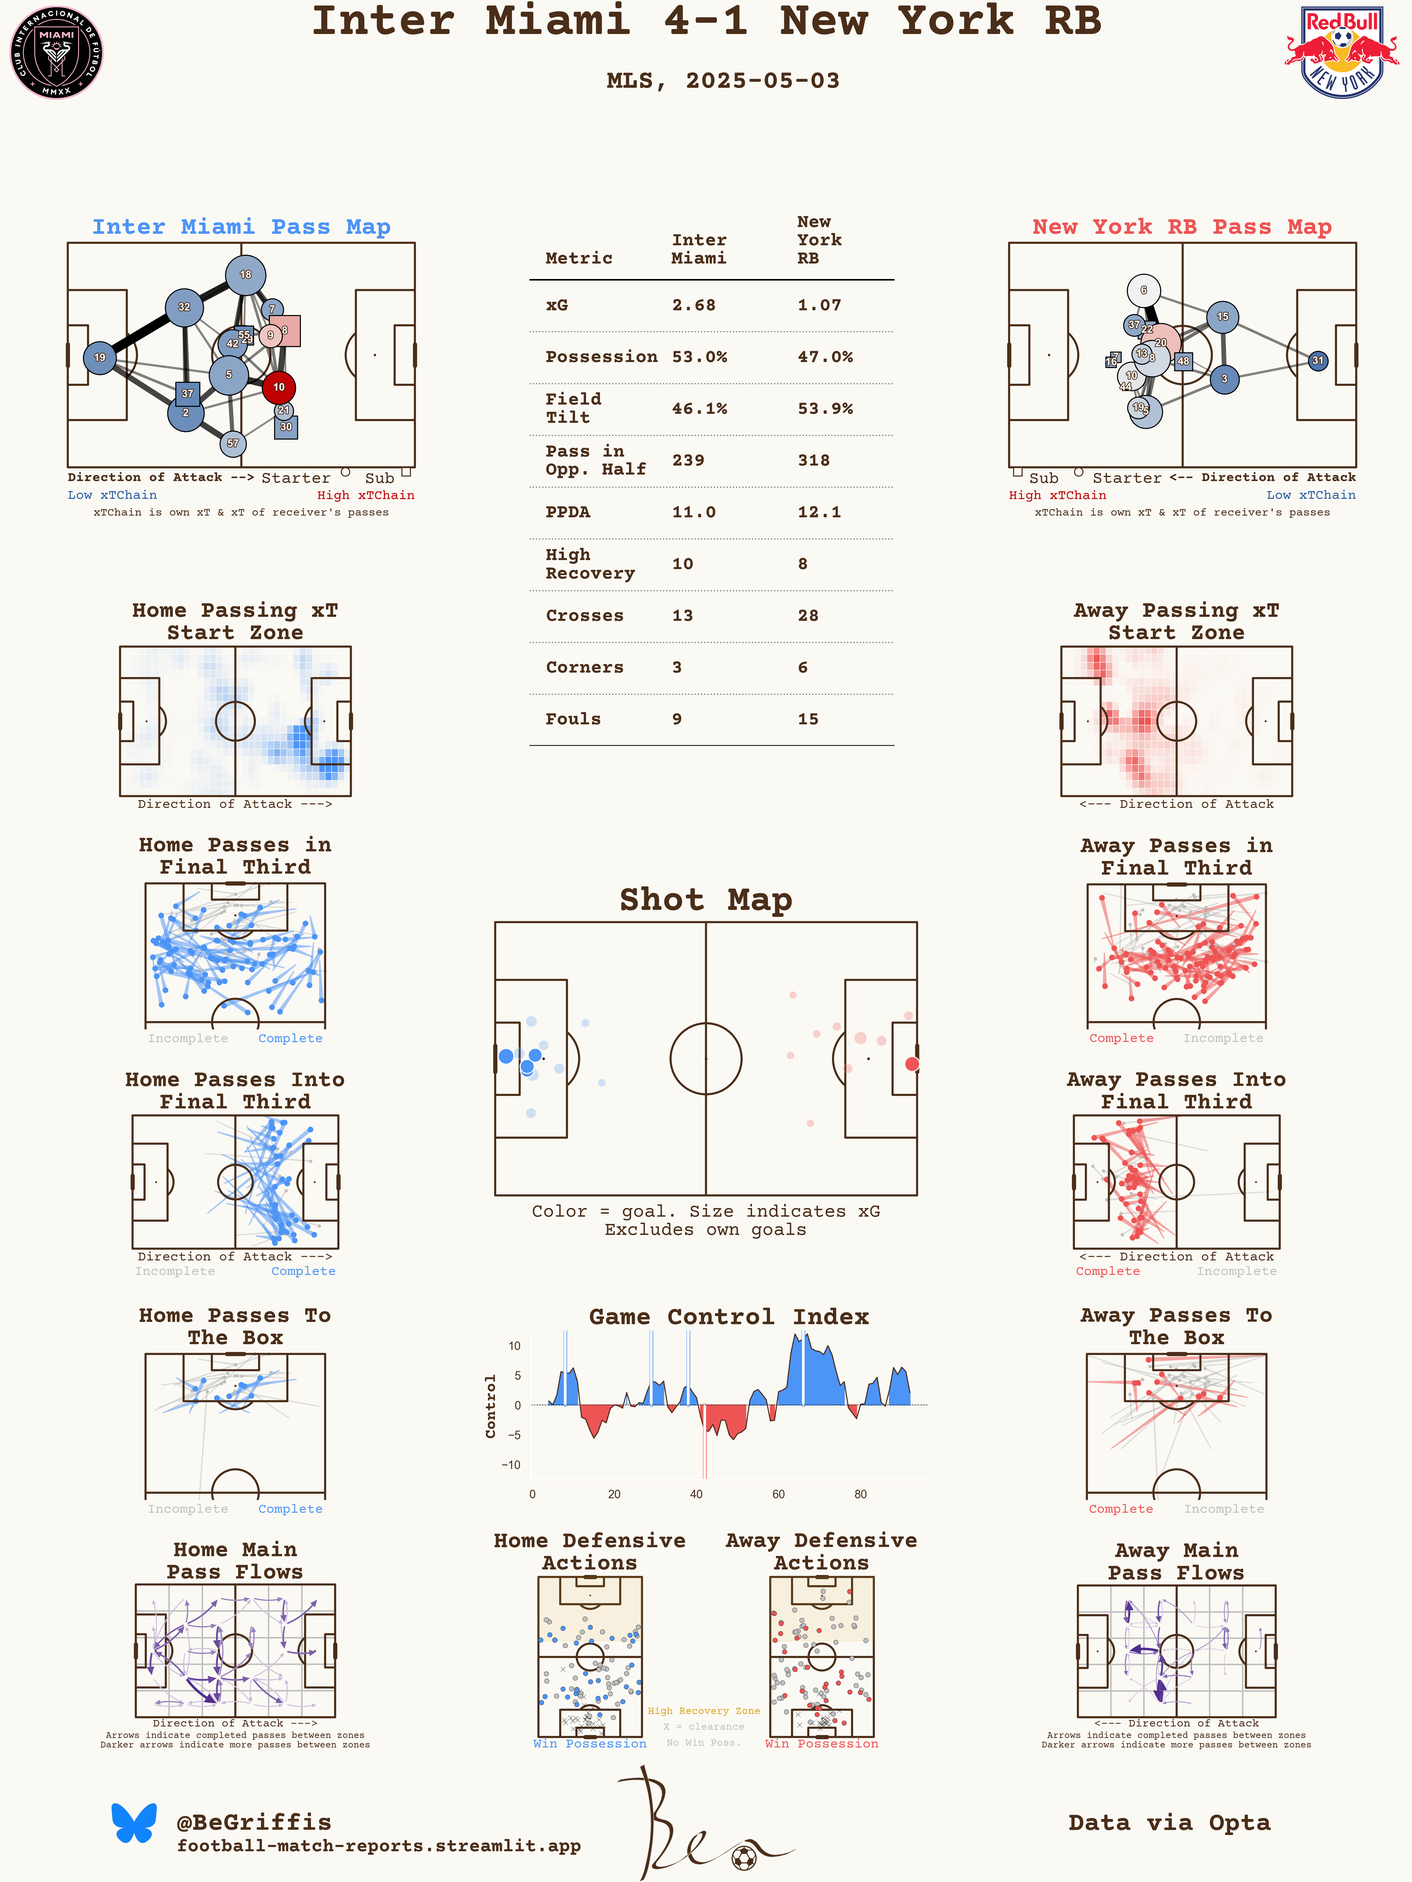 Inter Miami 4-1 New York RB
MLS, 2025-05-03
CLUB INTERNACIONAL DE FÚTBOL
MIAMI
MMXX
RedBull
NEW YORK
Inter Miami Pass Map
18
32
7
8
55
29
9
42
19
5
10
37
2
21
30
57
Direction of Attack --> Starter Sub
Low xTChain High xTChain
xTChain is own xT & xT of receiver's passes
Metric Inter Miami New York RB
xG 2.68 1.07
Possession 53.0% 47.0%
Field Tilt 46.1% 53.9%
Pass in Opp. Half 239 318
PPDA 11.0 12.1
High Recovery 10 8
Crosses 13 28
Corners 3 6
Fouls 9 15
New York RB Pass Map
6
15
37
22
20
13
8
7
16
48
31
10
44
3
19
5
Sub Starter <-- Direction of Attack
High xTChain Low xTChain
xTChain is own xT & xT of receiver's passes
Home Passing xT
Start Zone
Direction of Attack --->
Away Passing xT
Start Zone
<--- Direction of Attack
Home Passes in
Final Third
Incomplete Complete
Away Passes in
Final Third
Complete Incomplete
Shot Map
Color = goal. Size indicates xG
Excludes own goals
Home Passes Into
Final Third
Direction of Attack --->
Incomplete Complete
Away Passes Into
Final Third
<--- Direction of Attack
Complete Incomplete
Home Passes To
The Box
Incomplete Complete
Game Control Index
Control
10
5
0
−5
−10
0 20 40 60 80
Away Passes To
The Box
Complete Incomplete
Home Main
Pass Flows
Direction of Attack --->
Arrows indicate completed passes between zones
Darker arrows indicate more passes between zones
Home Defensive
Actions
Win Possession
High Recovery Zone
X = clearance
No Win Poss.
Away Defensive
Actions
Win Possession
Away Main
Pass Flows
<--- Direction of Attack
Arrows indicate completed passes between zones
Darker arrows indicate more passes between zones
@BeGriffis
football-match-reports.streamlit.app
Ben
Data via Opta